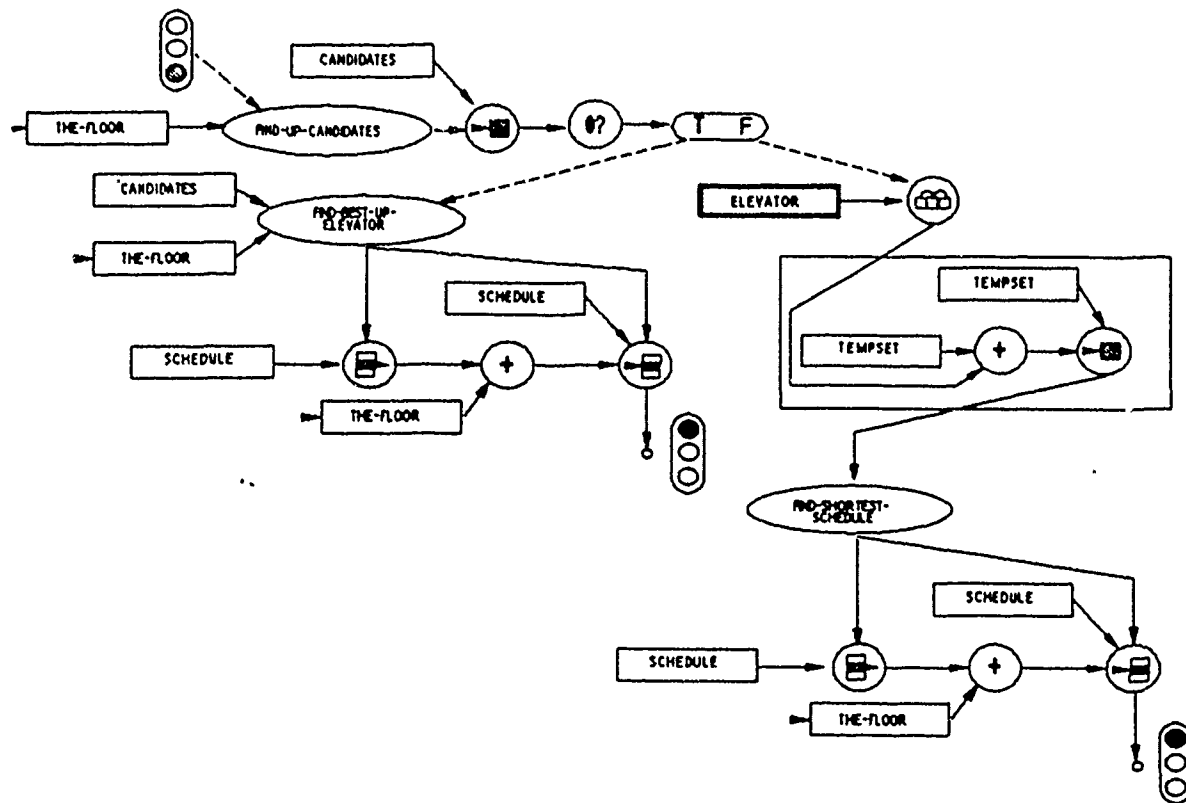 CANDIDATES
THE-FLOOR
FIND-UP-CANDIDATES
0?
T F
CANDIDATES
FIND-BEST-UP-
ELEVATOR
ELEVATOR
THE-FLOOR
TEMPSET
SCHEDULE
TEMPSET
+
SCHEDULE
+
THE-FLOOR
FIND-SHORTEST-
SCHEDULE
SCHEDULE
SCHEDULE
+
THE-FLOOR